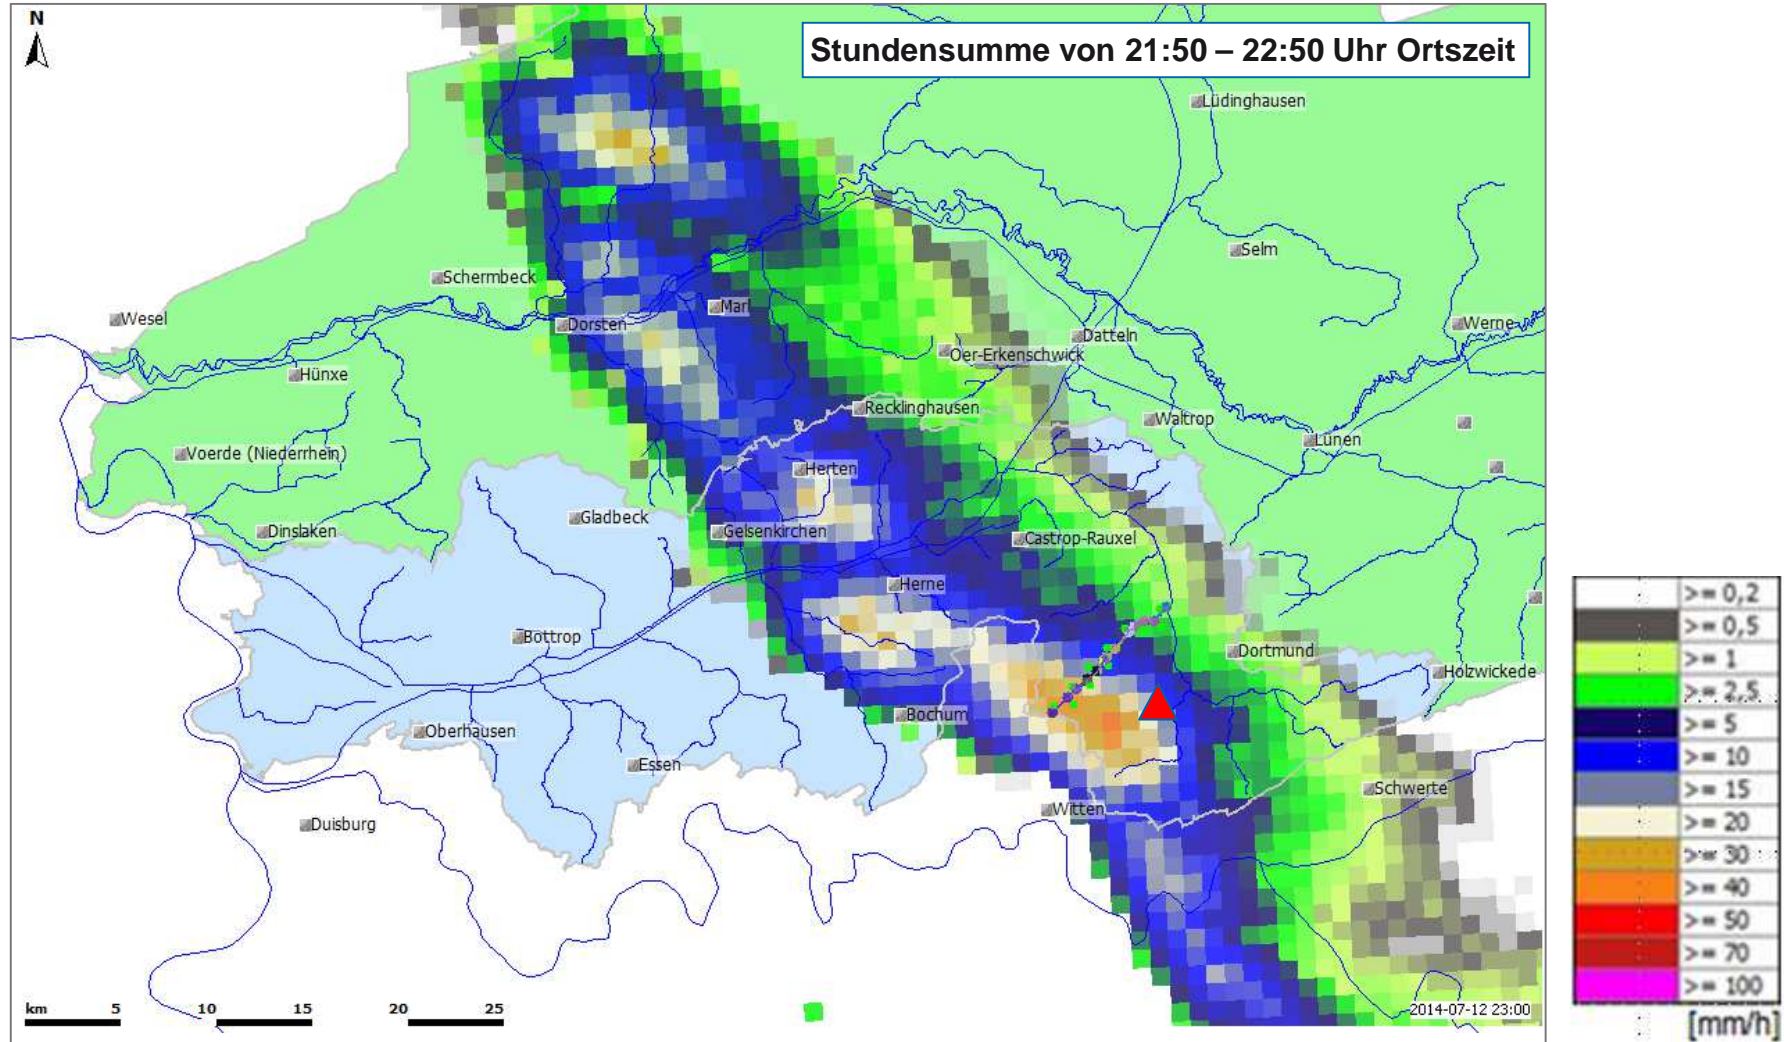 N
Stundensumme von 21:50 – 22:50 Uhr Ortszeit
Lüdinghausen
Selm
Schermbeck
Wesel
Marl
Dorsten
Werne
Datteln
Oer-Erkenschwick
Hünxe
Recklinghausen
Waltrop
Lünen
Voerde (Niederrhein)
Herten
Gladbeck
Dinslaken
Gelsenkirchen
Castrop-Rauxel
Herne
Bottrop
Dortmund
Holzwickede
Bochum
Oberhausen
Essen
Schwerte
Witten
Duisburg
km 5 10 15 20 25
2014-07-12 23:00
>= 0,2
>= 0,5
>= 1
>= 2,5
>= 5
>= 10
>= 15
>= 20
>= 30
>= 40
>= 50
>= 70
>= 100
[mm/h]